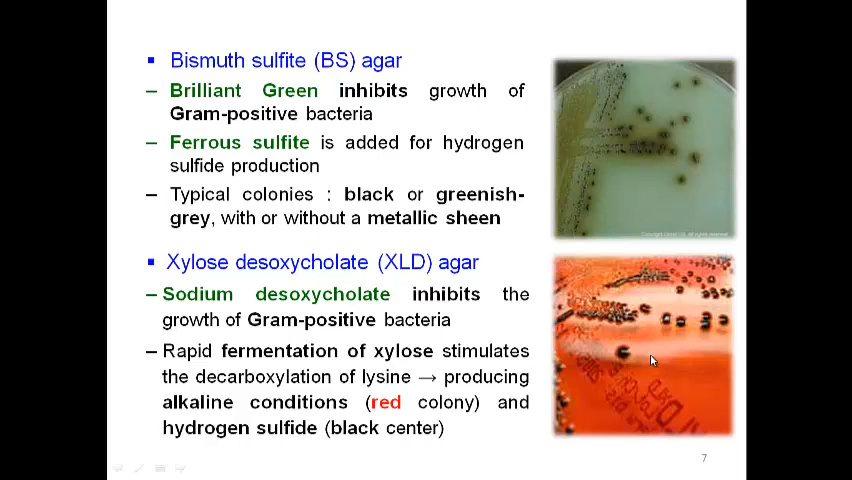 ▪ Bismuth sulfite (BS) agar
– Brilliant Green inhibits growth of
Gram-positive bacteria
– Ferrous sulfite is added for hydrogen
sulfide production
– Typical colonies : black or greenish-
grey, with or without a metallic sheen
▪ Xylose desoxycholate (XLD) agar
– Sodium desoxycholate inhibits the
growth of Gram-positive bacteria
– Rapid fermentation of xylose stimulates
the decarboxylation of lysine → producing
alkaline conditions (red colony) and
hydrogen sulfide (black center)
7